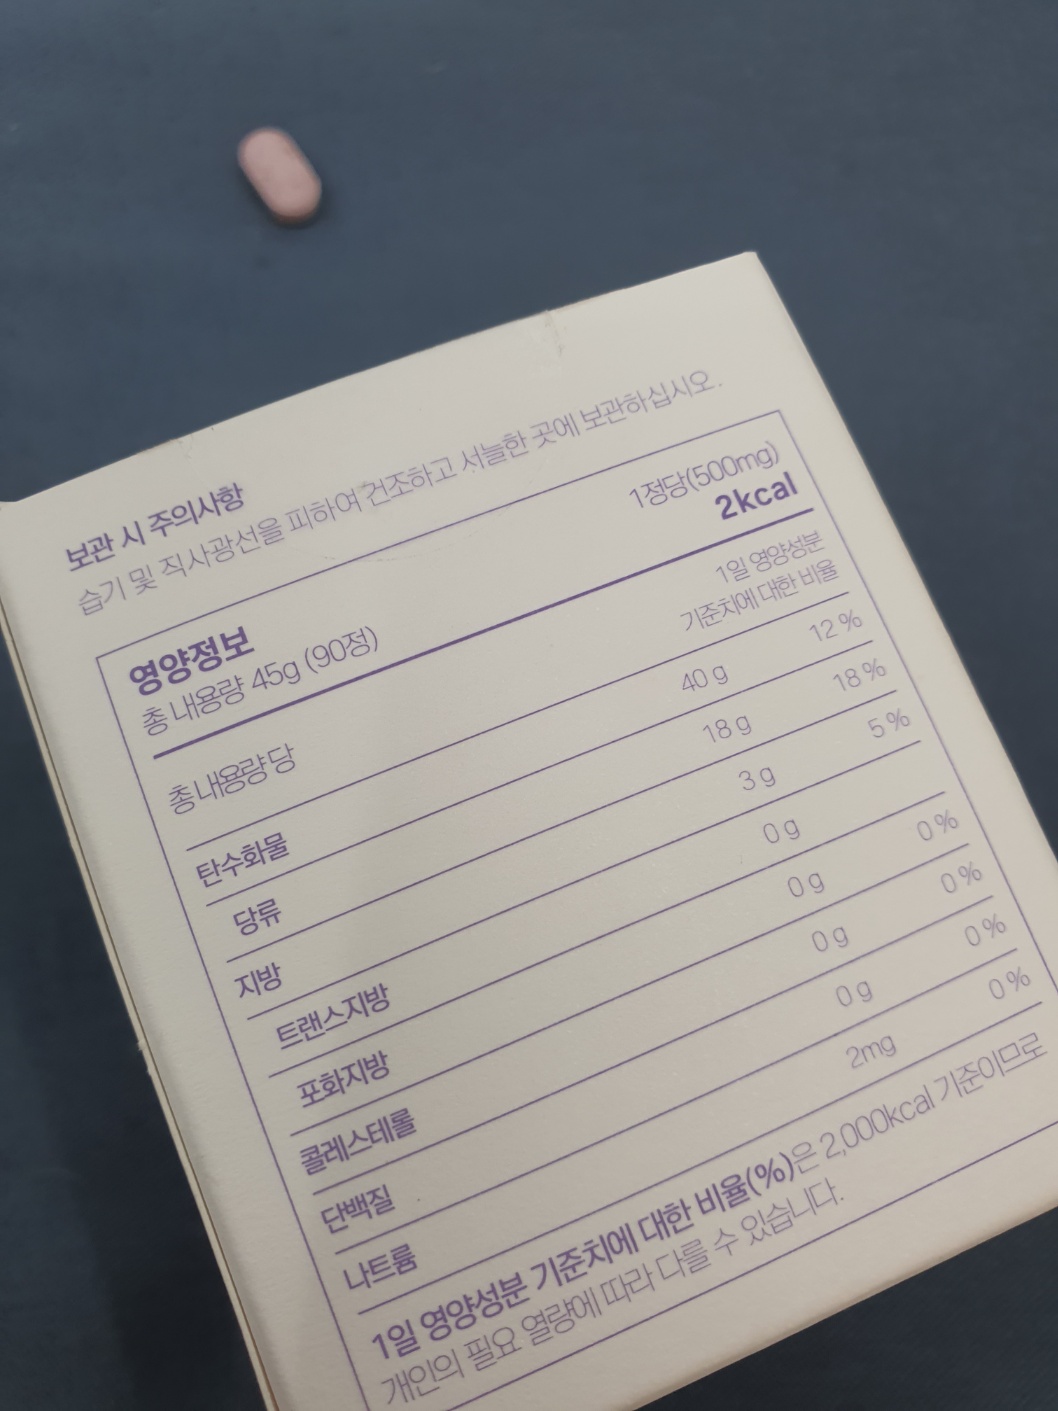 보관 시 주의사항
습기 및 직사광선을 피하여 건조하고 서늘한 곳에 보관하십시오.
영양정보
총 내용량 45g (90정)
1정당(500mg)
2kcal
총 내용량 당
1일 영양성분
기준치에 대한 비율
탄수화물 40 g 12 %
당류 18 g 18 %
지방 3 g 5 %
트랜스지방 0 g
포화지방 0 g 0 %
콜레스테롤 0 g 0 %
단백질 0 g 0 %
나트륨 2mg 0 %
1일 영양성분 기준치에 대한 비율(%)은 2,000kcal 기준이므로
개인의 필요 열량에 따라 다를 수 있습니다.